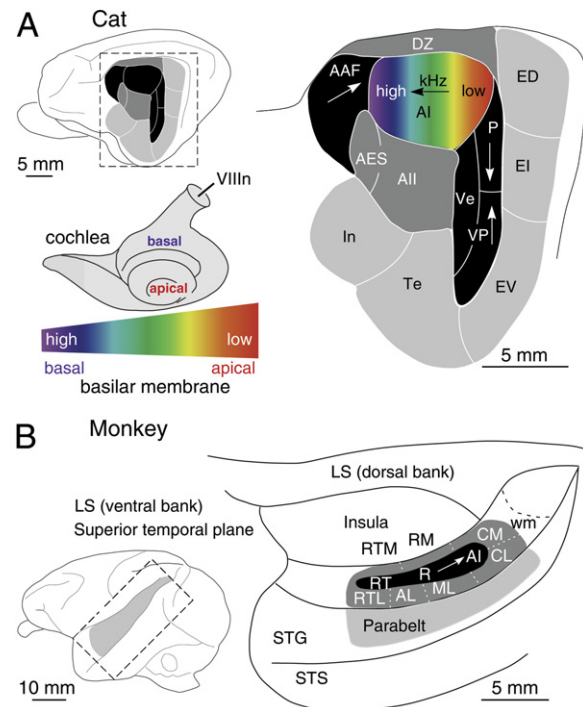 A
Cat
5 mm
VIIIn
cochlea
basal
apical
high
low
basal
apical
basilar membrane
DZ
AAF
kHz
high
low
AI
ED
P
AES
AII
EI
Ve
In
VP
Te
EV
5 mm
B
Monkey
LS (dorsal bank)
LS (ventral bank)
Superior temporal plane
Insula
wm
RTM
RM
CM
AI
CL
R
RT
RTL
AL
ML
Parabelt
STG
STS
10 mm
5 mm